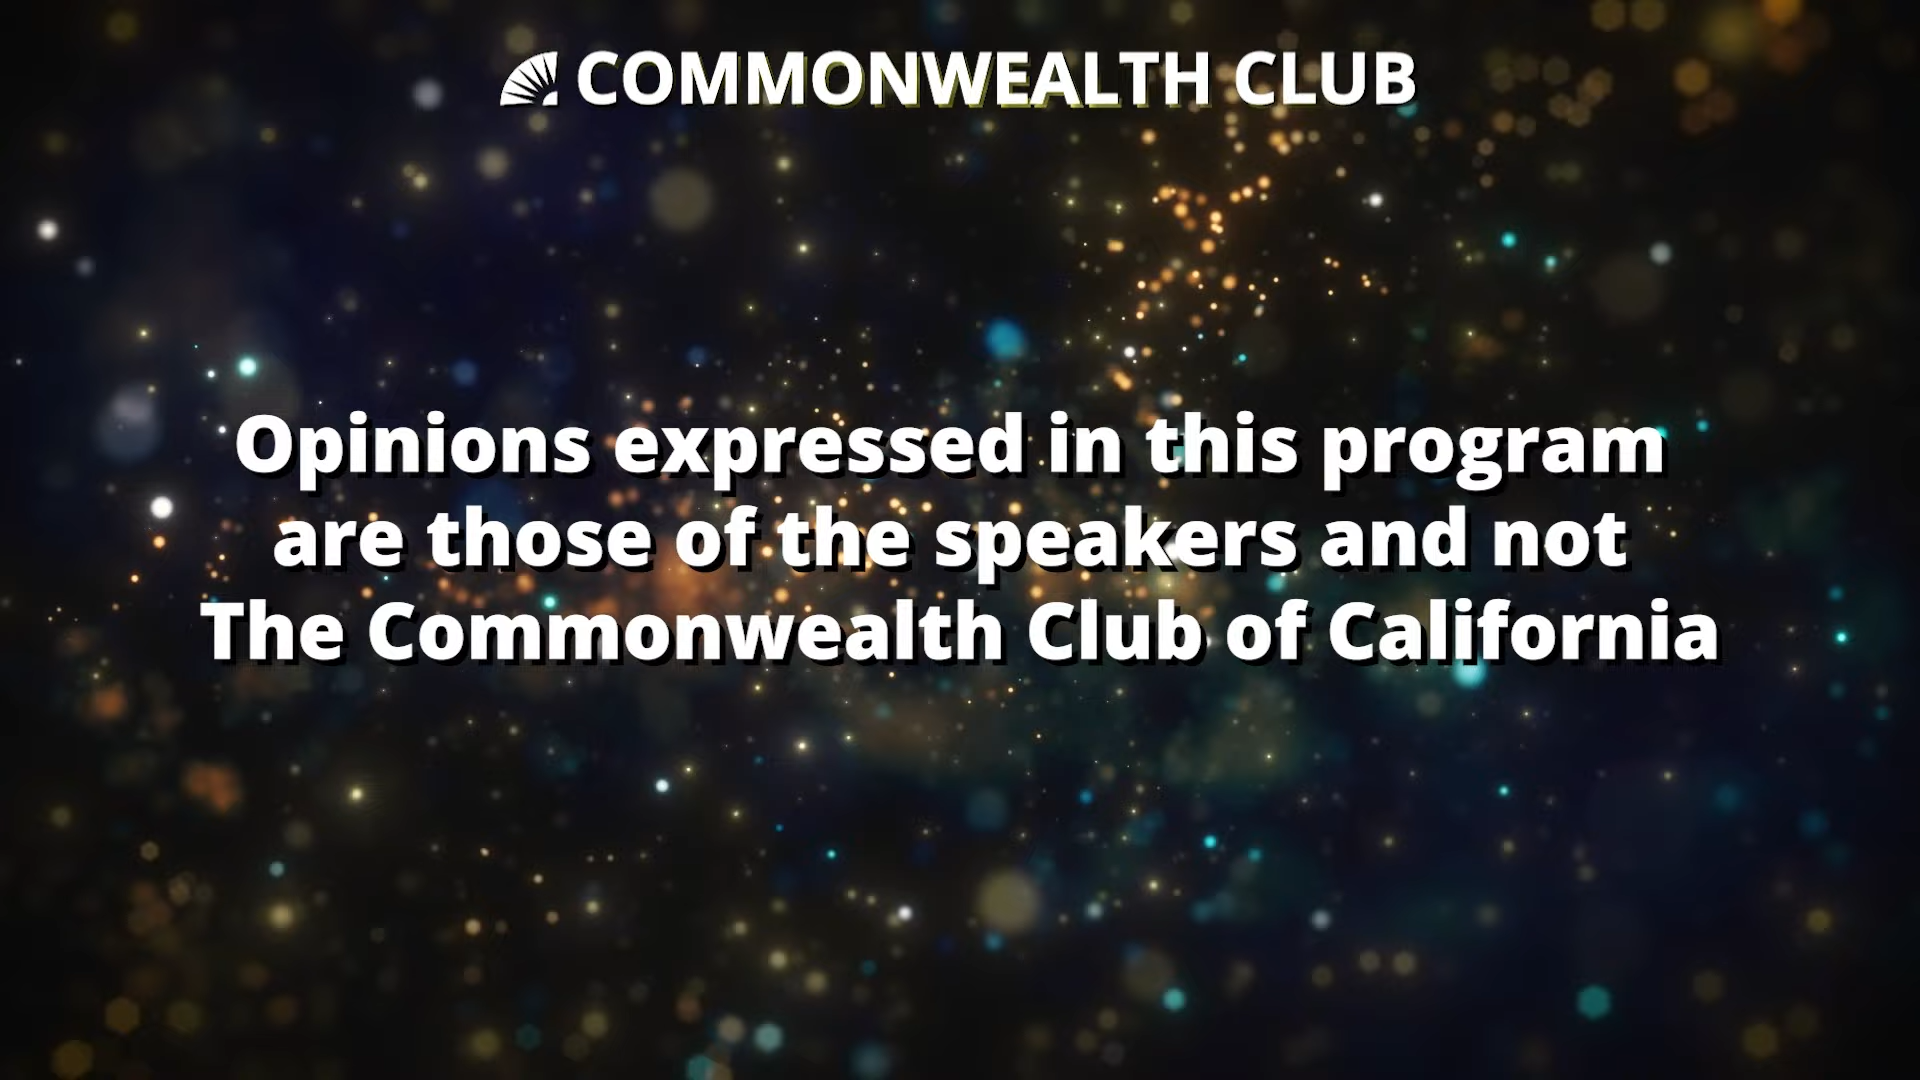 COMMONWEALTH CLUB
Opinions expressed in this program
are those of the speakers and not
The Commonwealth Club of California